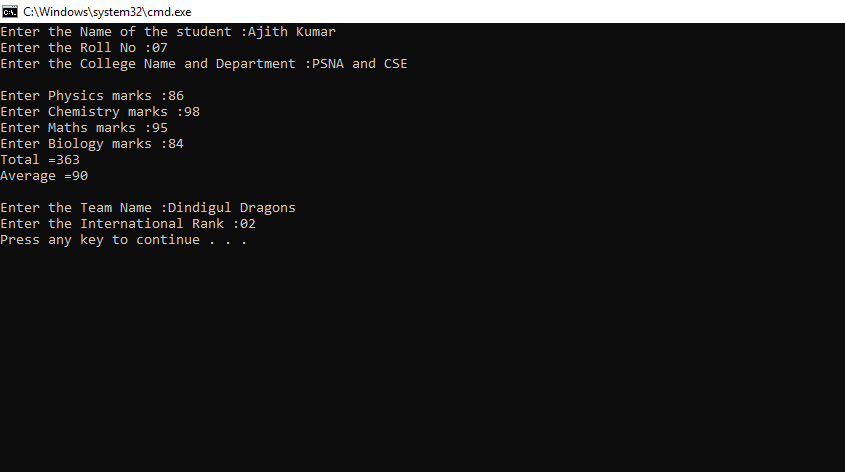 C:\Windows\system32\cmd.exe
Enter the Name of the student :Ajith Kumar
Enter the Roll No :07
Enter the College Name and Department :PSNA and CSE
Enter Physics marks :86
Enter Chemistry marks :98
Enter Maths marks :95
Enter Biology marks :84
Total =363
Average =90
Enter the Team Name :Dindigul Dragons
Enter the International Rank :02
Press any key to continue . . .